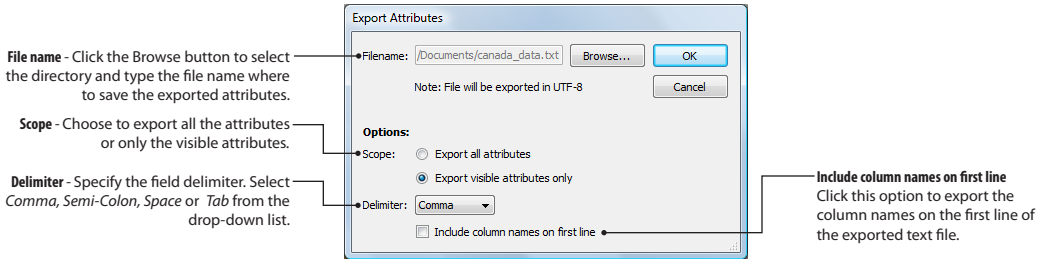 Export Attributes
File name - Click the Browse button to select
the directory and type the file name where
to save the exported attributes.
Filename:
/Documents/canada_data.txt
Browse...
OK
Note: File will be exported in UTF-8
Cancel
Scope - Choose to export all the attributes
or only the visible attributes.
Options:
Scope:
Export all attributes
Export visible attributes only
Delimiter - Specify the field delimiter. Select
Comma, Semi-Colon, Space or Tab from the
drop-down list.
Delimiter:
Comma
Include column names on first line
Include column names on first line
Click this option to export the
column names on the first line of
the exported text file.